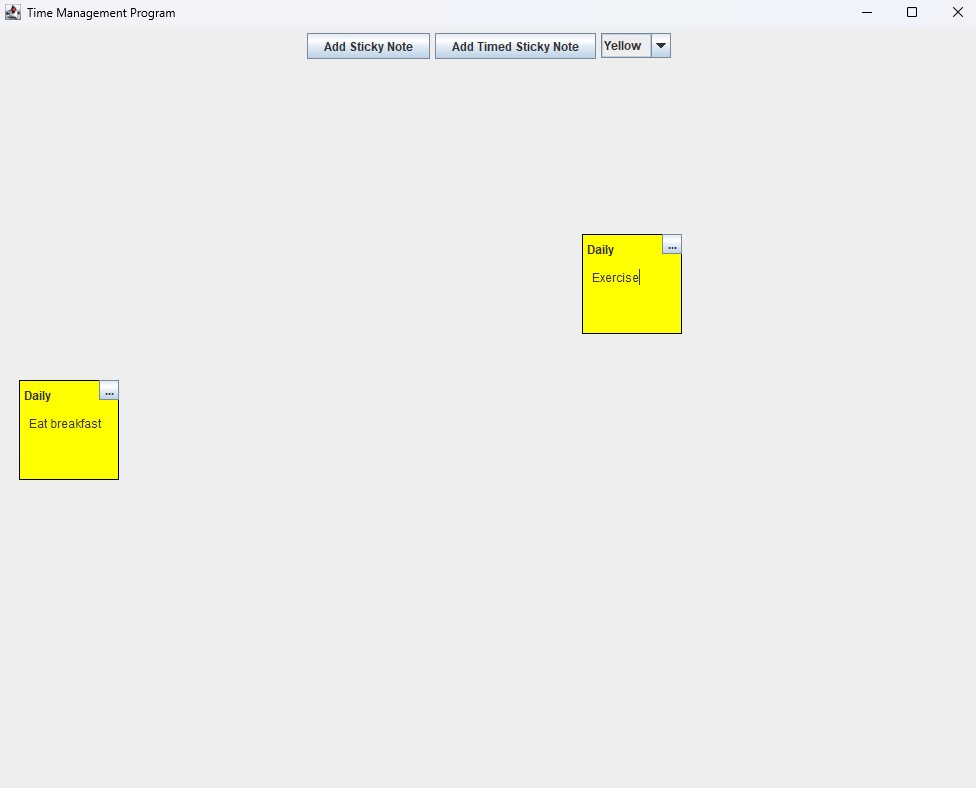 Time Management Program
Add Sticky Note Add Timed Sticky Note Yellow
Daily ...
Exercise
Daily ...
Eat breakfast